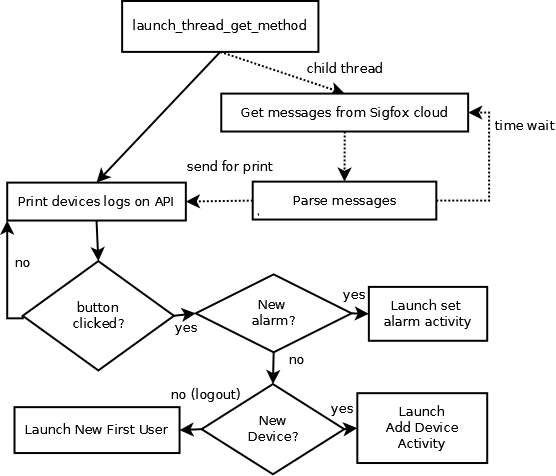 launch_thread_get_method
child thread
Get messages from Sigfox cloud
time wait
send for print
Print devices logs on API
Parse messages
no
button
clicked?
yes
New
alarm?
yes
Launch set
alarm activity
no
no (logout)
Launch New First User
New
Device?
yes
Launch
Add Device
Activity